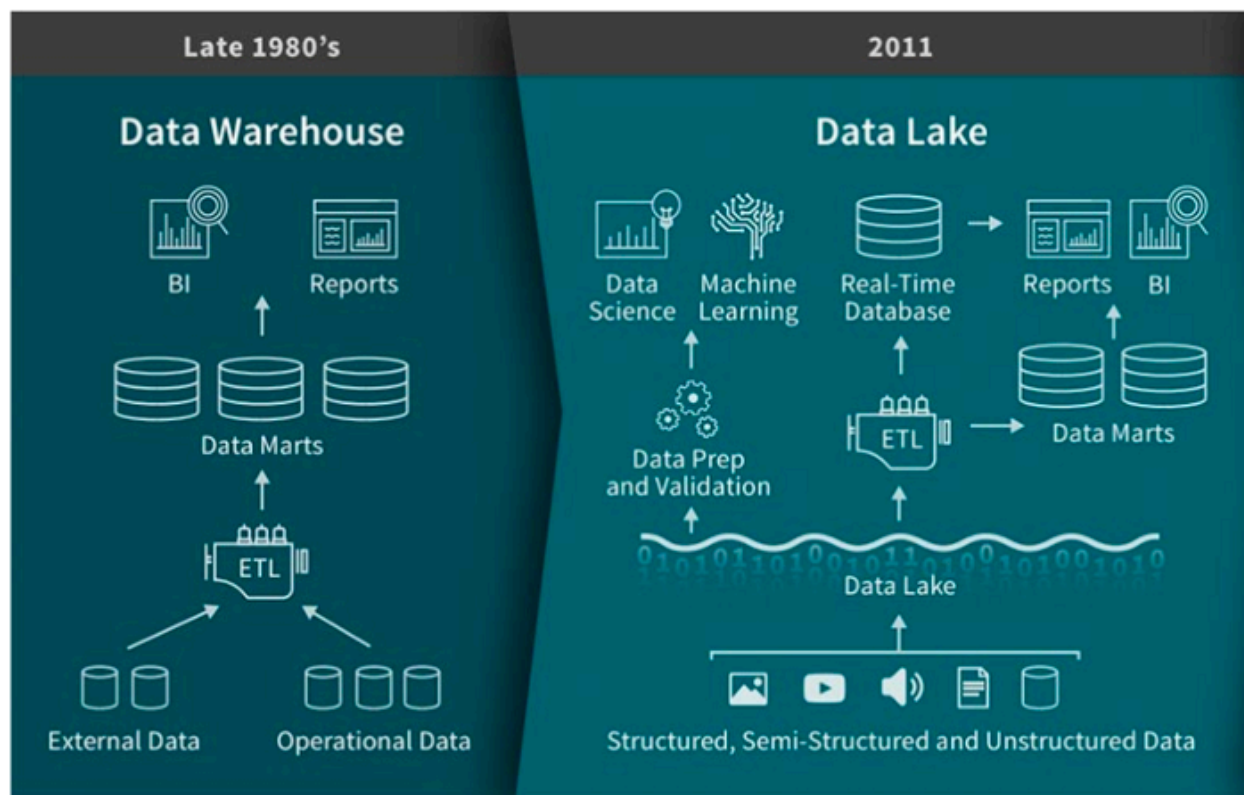 Late 1980's
Data Warehouse
BI
Reports
Data Marts
ETL
External Data
Operational Data
2011
Data Lake
Data
Science
Machine
Learning
Real-Time
Database
Reports
BI
Data Prep
and Validation
ETL
Data Marts
Data Lake
Structured, Semi-Structured and Unstructured Data